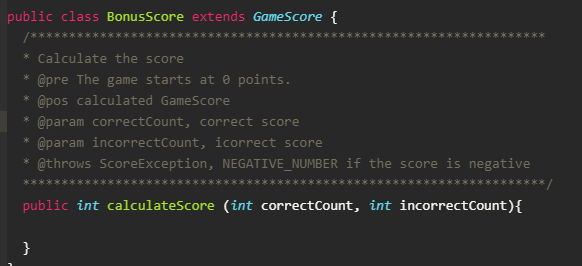 public class BonusScore extends GameScore {
/*******************************************************************
* Calculate the score
* @pre The game starts at 0 points.
* @pos calculated GameScore
* @param correctCount, correct score
* @param incorrectCount, icorrect score
* @throws ScoreException, NEGATIVE_NUMBER if the score is negative
********************************************************************/
public int calculateScore (int correctCount, int incorrectCount){
}
}